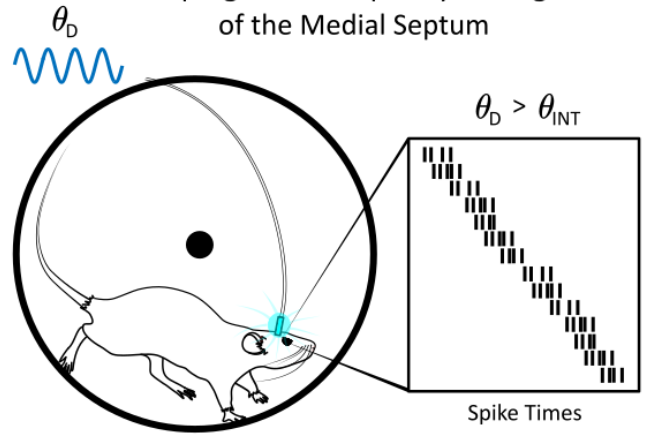 of the Medial Septum
θD
θD > θINT
Spike Times